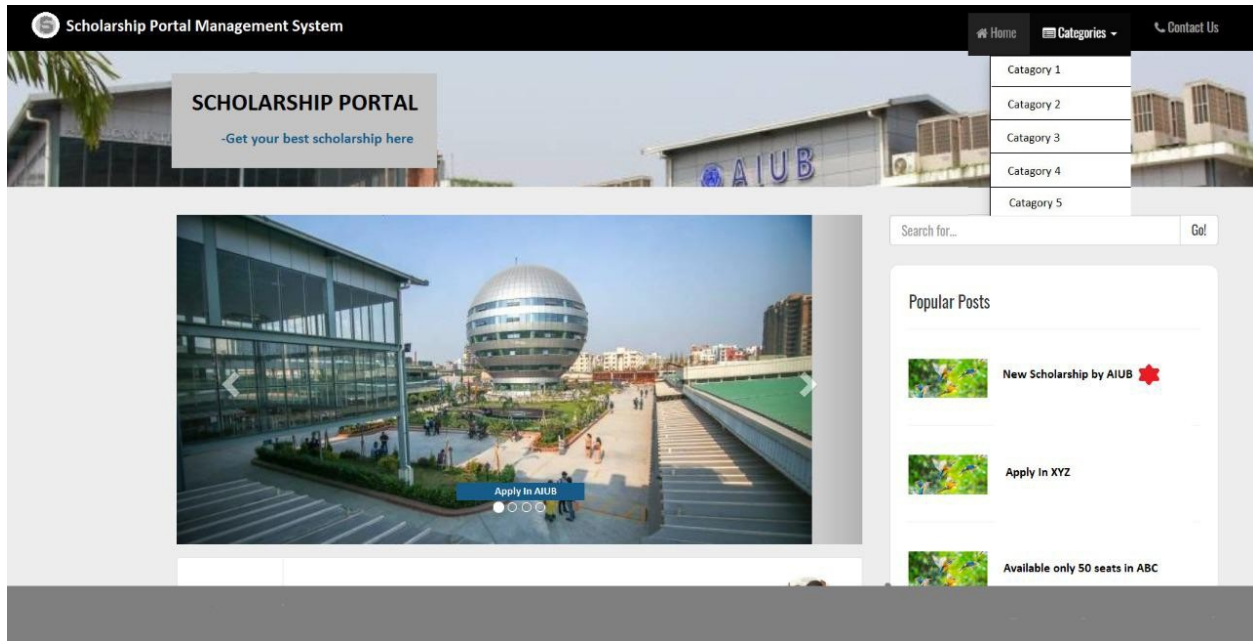 Scholarship Portal Management System
Home
Categories
Contact Us
Catagory 1
Catagory 2
Catagory 3
Catagory 4
Catagory 5
SCHOLARSHIP PORTAL
-Get your best scholarship here
AIUB
Search for...
Go!
Popular Posts
New Scholarship by AIUB
Apply In XYZ
Available only 50 seats in ABC
Apply In AIUB